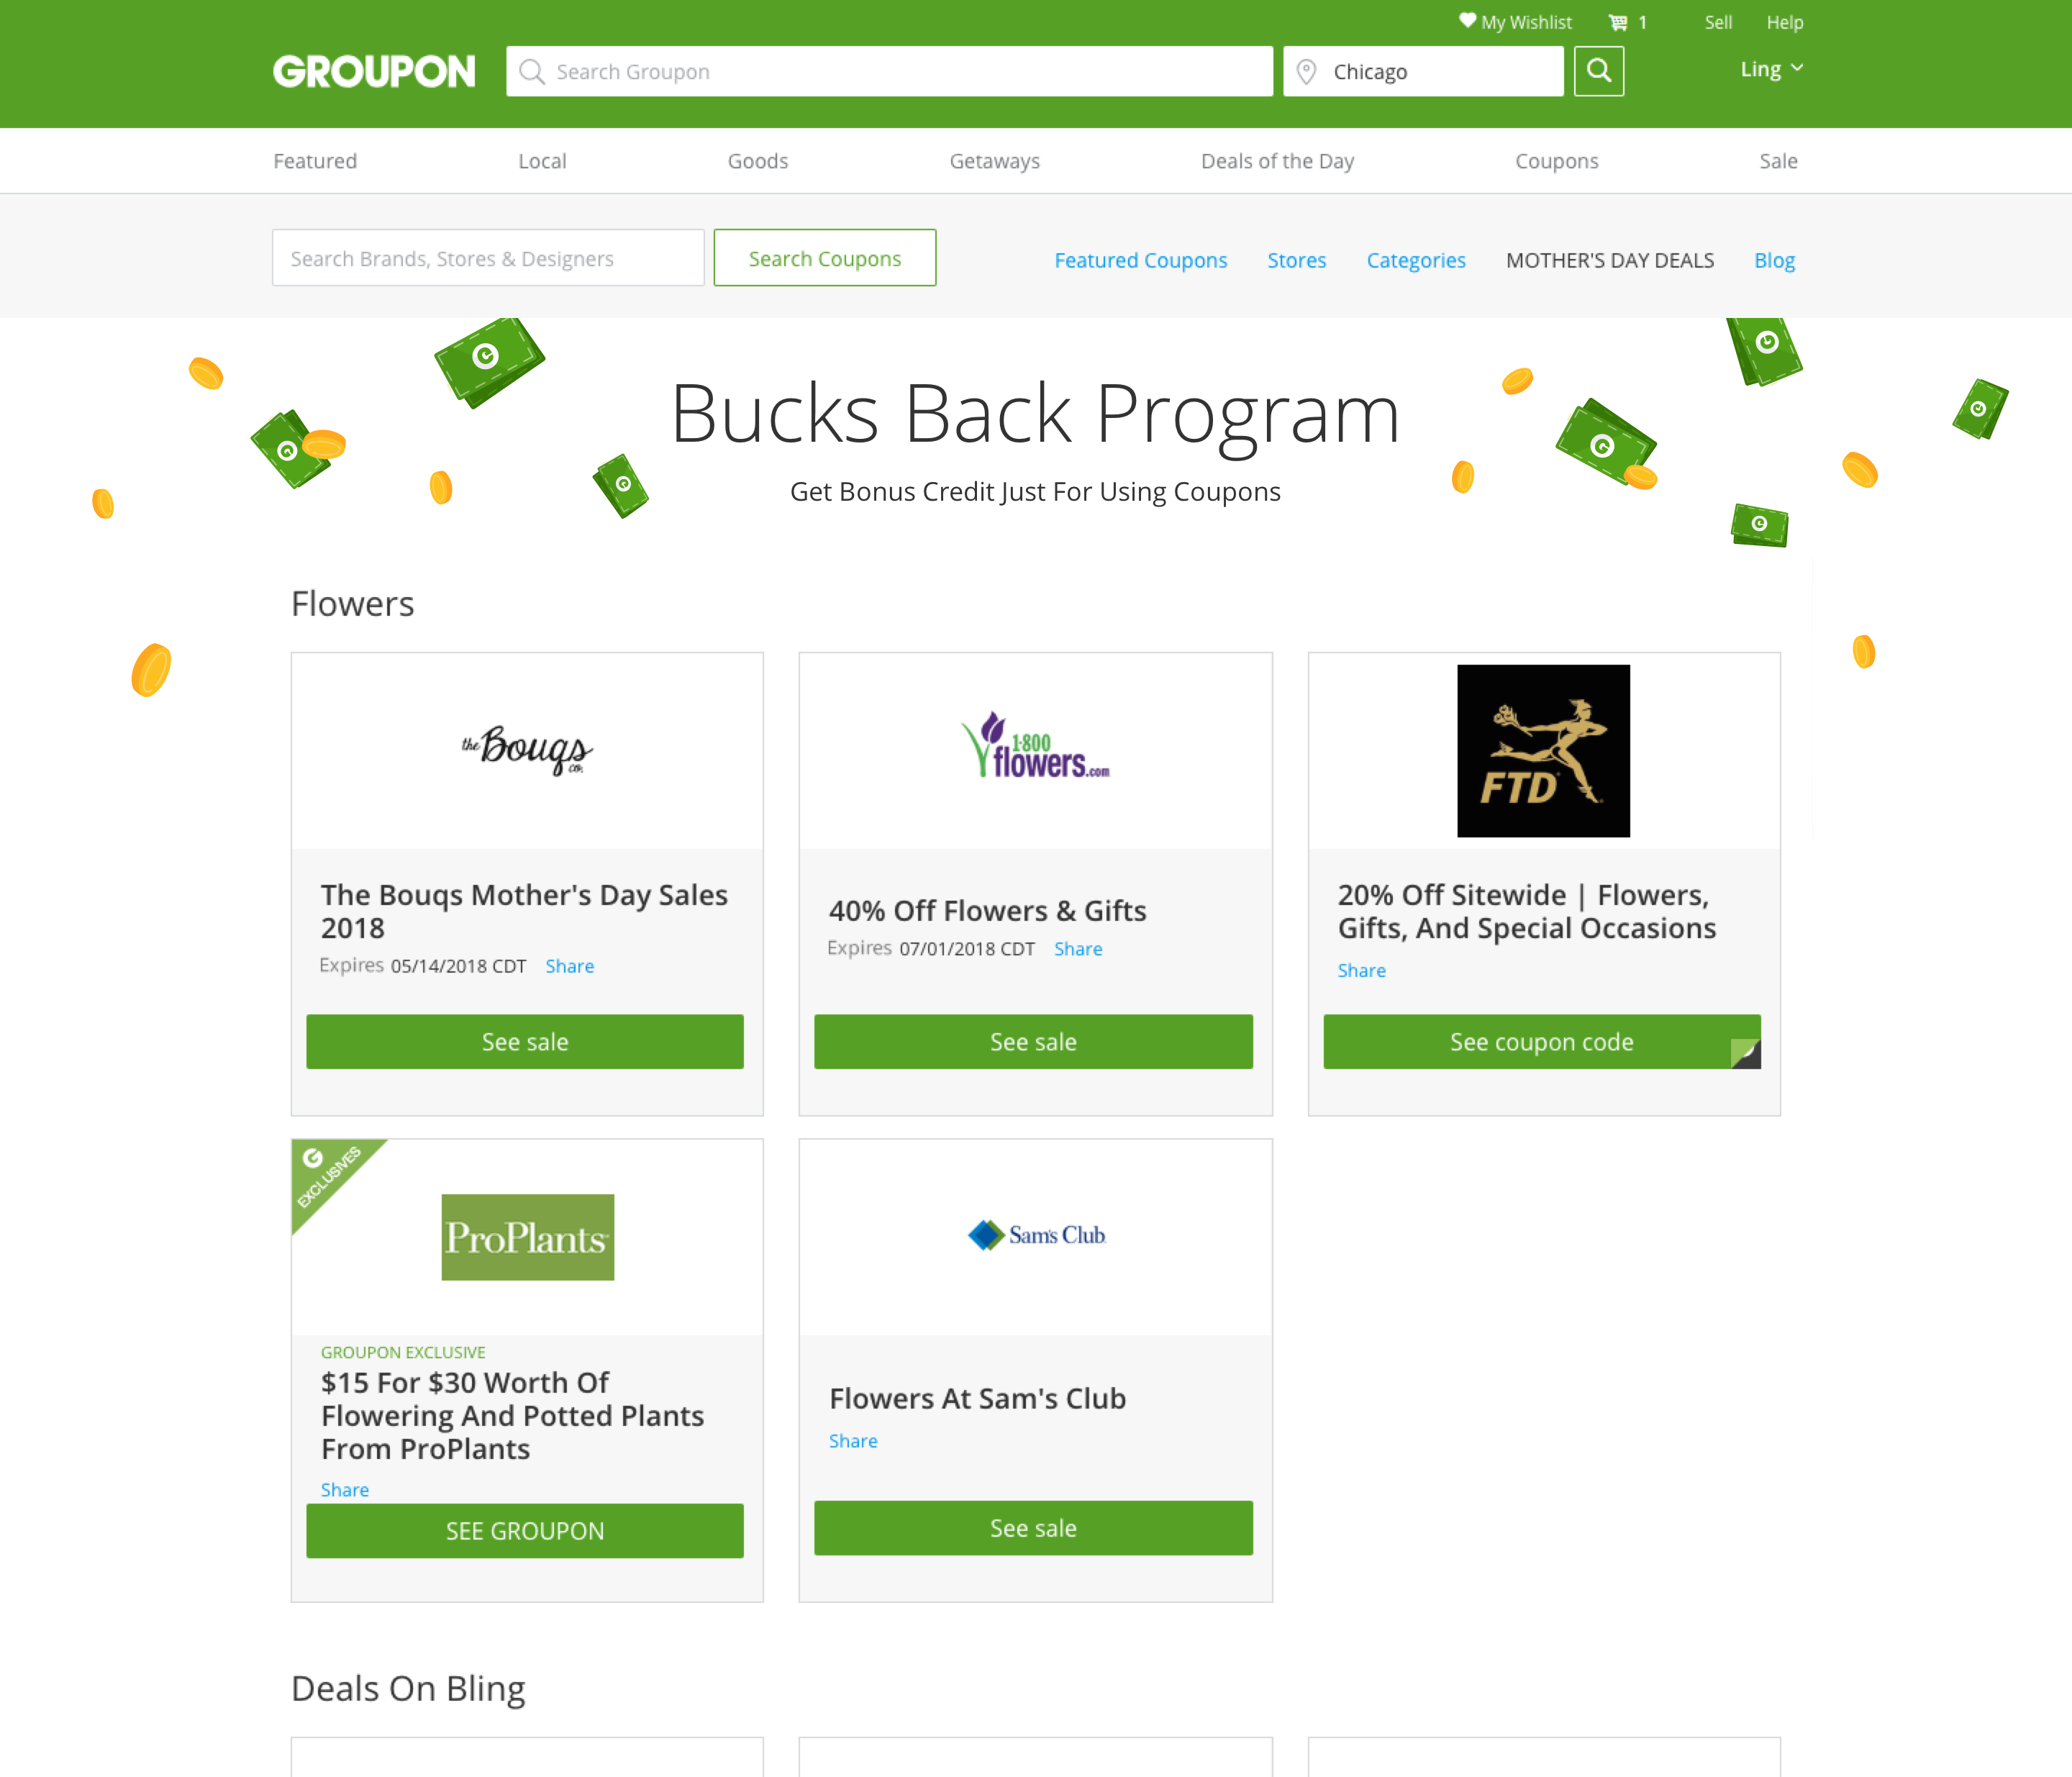 My Wishlist 1 Sell Help
GROUPON Search Groupon Chicago Ling
Featured Local Goods Getaways Deals of the Day Coupons Sale
Search Brands, Stores & Designers Search Coupons Featured Coupons Stores Categories MOTHER'S DAY DEALS Blog
Bucks Back Program
Get Bonus Credit Just For Using Coupons
Flowers
the Bouqs co.
The Bouqs Mother's Day Sales
2018
Expires 05/14/2018 CDT Share
See sale
1-800
flowers.com
40% Off Flowers & Gifts
Expires 07/01/2018 CDT Share
See sale
FTD
20% Off Sitewide | Flowers,
Gifts, And Special Occasions
Share
See coupon code
G
EXCLUSIVES
ProPlants
GROUPON EXCLUSIVE
$15 For $30 Worth Of
Flowering And Potted Plants
From ProPlants
Share
SEE GROUPON
Sam's Club
Flowers At Sam's Club
Share
See sale
Deals On Bling